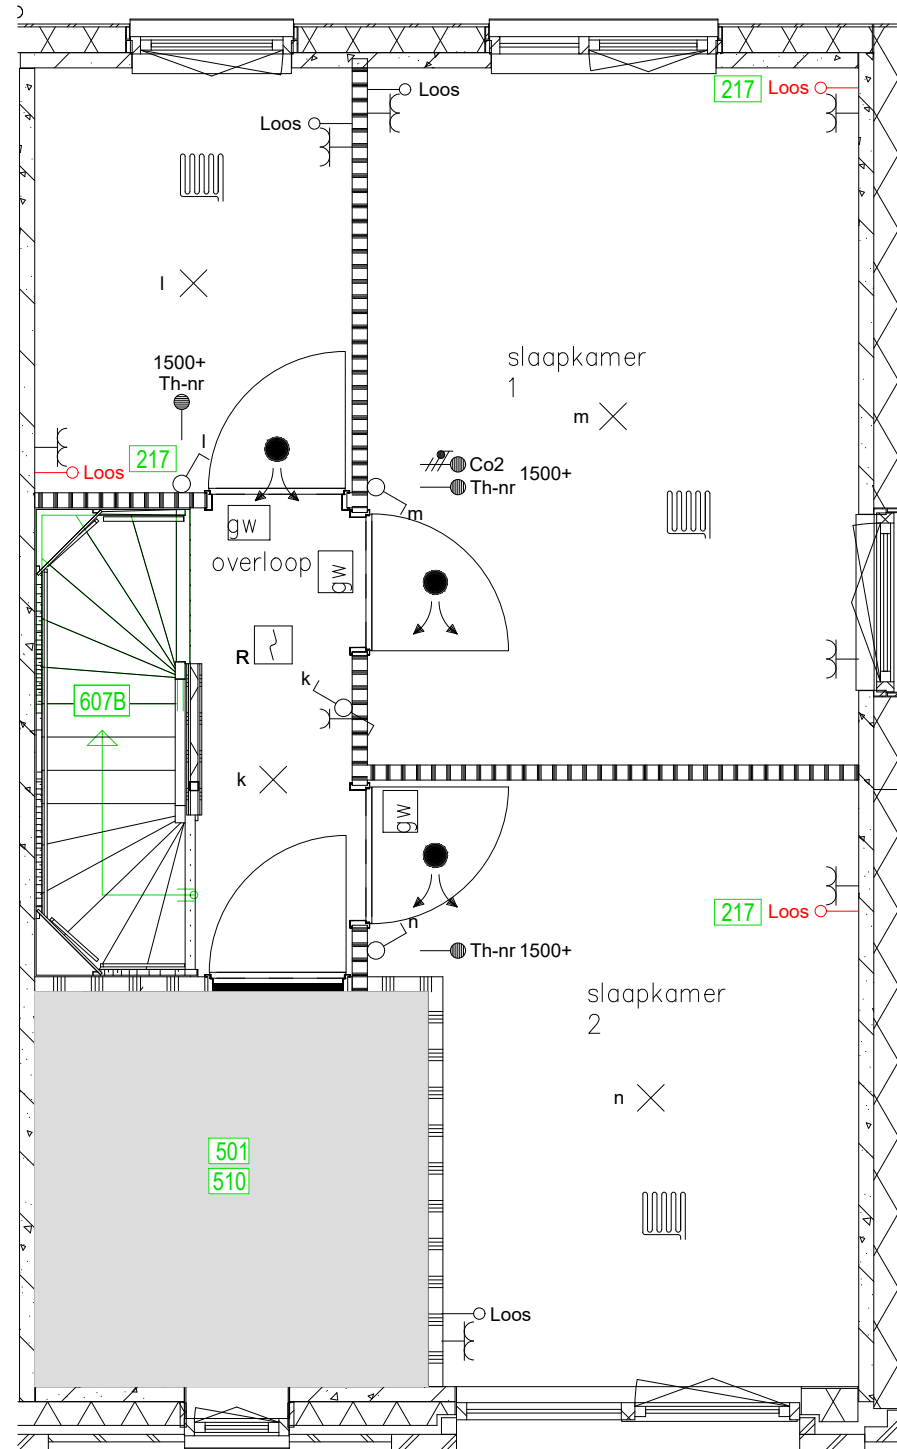 Loos
217 Loos
Loos
l
1500+
Th-nr
slaapkamer
1
m
l
217
Loos
Co2
Th-nr 1500+
m
gw
overloop
gw
R
k
607B
k
gw
217 Loos
n
Th-nr 1500+
slaapkamer
2
n
501
510
Loos